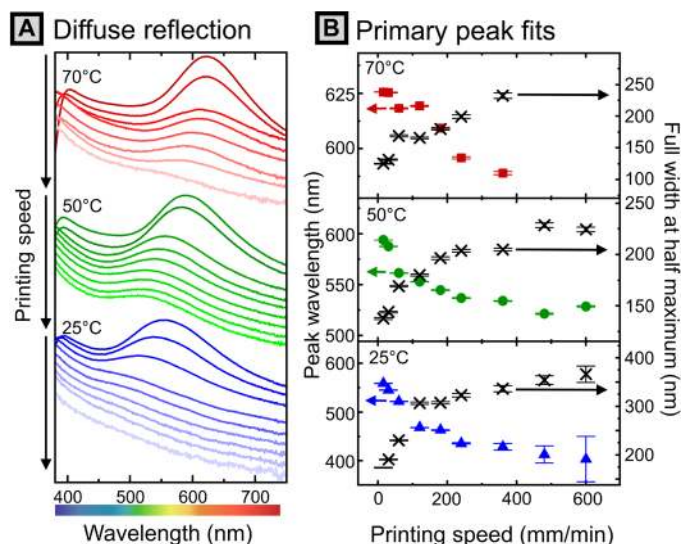 A Diffuse reflection
70°C
50°C
25°C
Printing speed
400 500 600 700
Wavelength (nm)
B Primary peak fits
70°C
625
600
250
200
150
100
50°C
600
550
500
250
200
150
25°C
600
500
400
400
300
200
0 200 400 600
Peak wavelength (nm)
Full width at half maximum (nm)
Printing speed (mm/min)